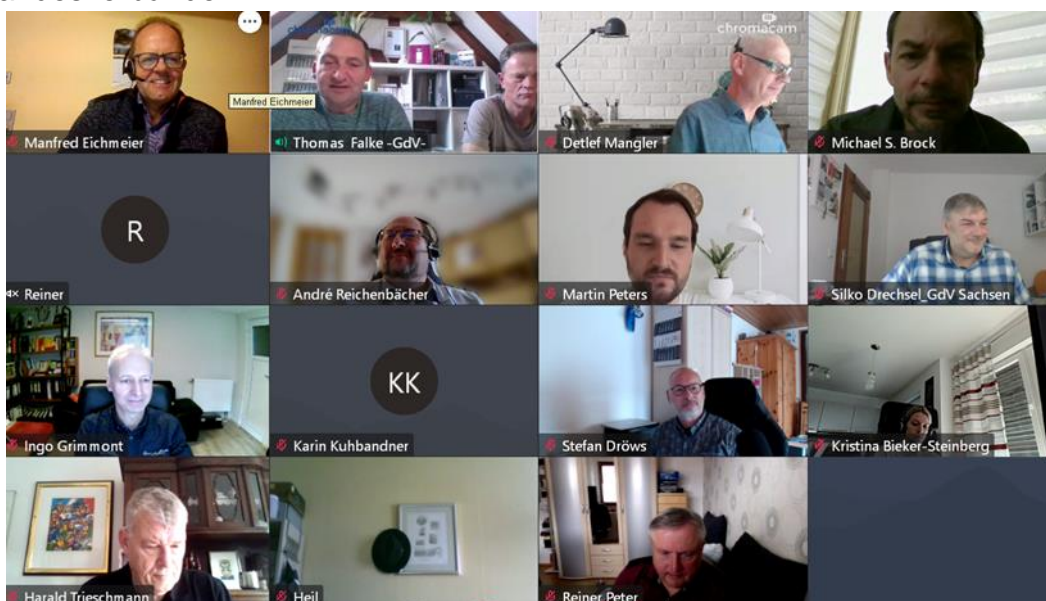 chromacam
chromacam
Manfred Eichmeier
Manfred Eichmeier
Thomas Falke -GdV-
Detlef Mangler
Michael S. Brock
R
Reiner
André Reichenbächer
Martin Peters
Silko Drechsel_GdV Sachsen
Ingo Grimmont
KK
Karin Kuhbandner
Stefan Dröws
Kristina Bieker-Steinberg
Harald Trieschmann
Heil
Reiner Peter